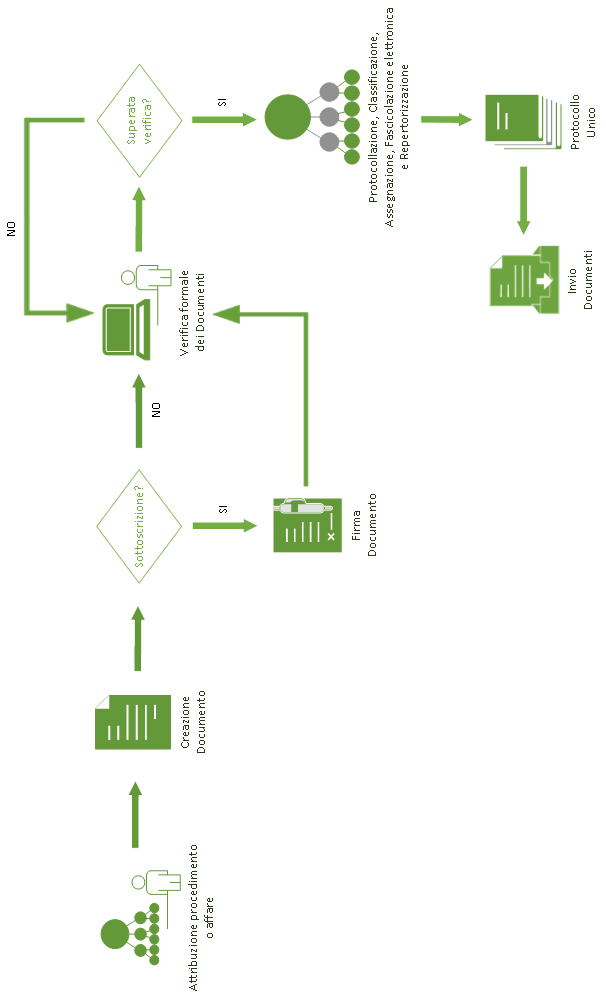 Attribuzione procedimento
o affare
Creazione
Documento
Sottoscrizione?
SI
Firma
Documento
NO
Verifica formale
dei Documenti
Superata
verifica?
NO
SI
Protocollazione, Classificazione,
Assegnazione, Fascicolazione elettronica
e Repertorizzazione
Protocollo
Unico
Invio
Documenti